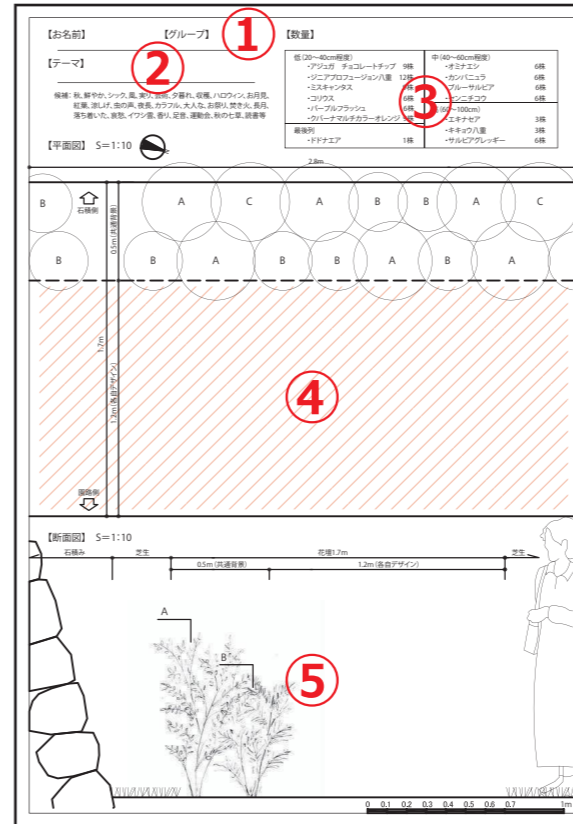 【お名前】 【グループ】 ① 【数量】
【テーマ】 ②
候補：秋、鮮やか、シック、風、実り、芸術、夕暮れ、収穫、ハロウィン、お月見、
紅葉、涼しげ、虫の声、夜長、カラフル、大人な、お祭り、焚き火、長月、
落ち着いた、哀愁、イワシ雲、香り、足音、運動会、秋の七草、読書等
低（20〜40cm程度）
・アジュガ チョコレートチップ 9株
・ジニアプロフュージョン八重 12株
・ミスキャンタス
・コリウス 6株
・パープルフラッシュ 6株
・クバーナマルチカラーオレンジ
最後列
・ドドナエア 1株
③
中（40〜60cm程度）
・オミナエシ 6株
・カンパニュラ 6株
・ブルーサルビア 6株
・センニチコウ 6株
（60〜100cm）
・エキナセア 3株
・キキョウ八重 3株
・サルビアグレッギー 6株
【平面図】 S=1:10
2.8m
B A C A B B A C
石積側
0.5m（共通背景）
B B A B B A B A
1.7m
1.2m（各自デザイン）
④
園路側
【断面図】 S=1:10
石積み 芝生 花壇1.7m 芝生
0.5m（共通背景） 1.2m（各自デザイン）
A
B
⑤
0 0.1 0.2 0.3 0.4 0.5 0.6 0.7 1m